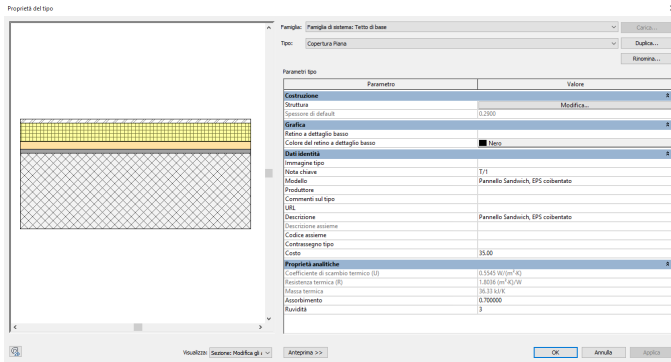 Proprietà del tipo
Famiglia: Famiglia di sistema: Tetto di base Carica...
Tipo: Copertura Piana Duplica...
Rinomina...
Parametri tipo
Parametro Valore
Costruzione
Struttura Modifica...
Spessore di default 0.2900
Grafica
Retino a dettaglio basso
Colore del retino a dettaglio basso Nero
Dati identità
Immagine tipo
Nota chiave T/1
Modello Pannello Sandwich, EPS coibentato
Produttore
Commenti sul tipo
URL
Descrizione Pannello Sandwich, EPS coibentato
Descrizione assieme
Codice assieme
Contrassegno tipo
Costo 35.00
Proprietà analitiche
Coefficiente di scambio termico (U) 0.5545 W/(m²·K)
Resistenza termica (R) 1.8036 (m²·K)/W
Massa termica 36.33 kJ/K
Assorbimento 0.700000
Ruvidità 3
Visualizza: Sezione: Modifica gli Anteprima >> OK Annulla Applica